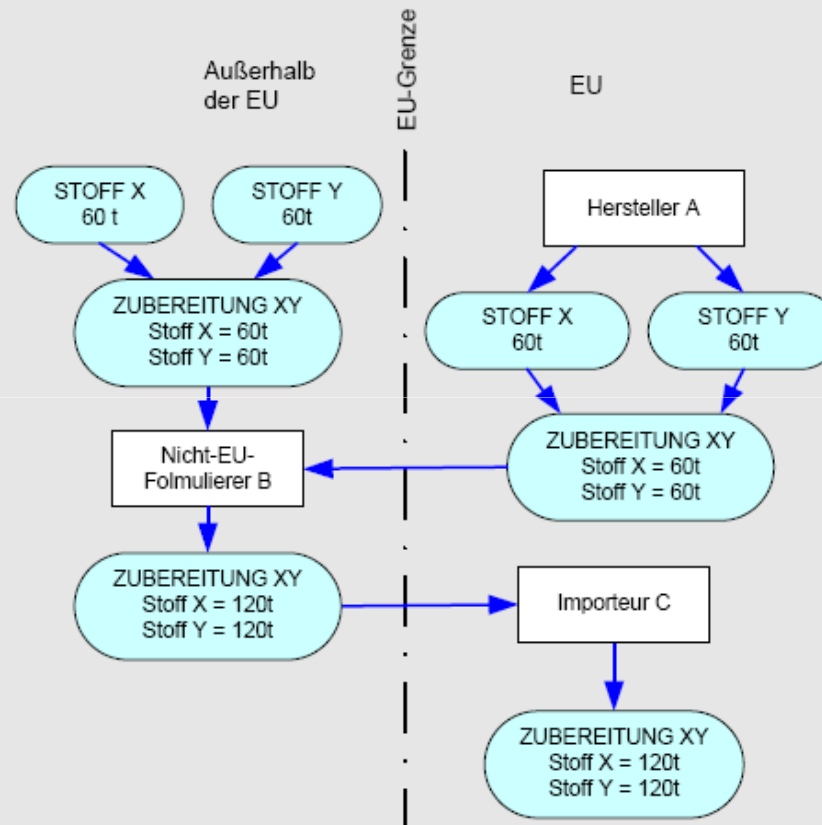 Außerhalb
der EU
EU-Grenze
EU
STOFF X
60 t
STOFF Y
60t
Hersteller A
ZUBEREITUNG XY
Stoff X = 60t
Stoff Y = 60t
STOFF X
60t
STOFF Y
60t
Nicht-EU-
Folmulierer B
ZUBEREITUNG XY
Stoff X = 60t
Stoff Y = 60t
ZUBEREITUNG XY
Stoff X = 120t
Stoff Y = 120t
Importeur C
ZUBEREITUNG XY
Stoff X = 120t
Stoff Y = 120t